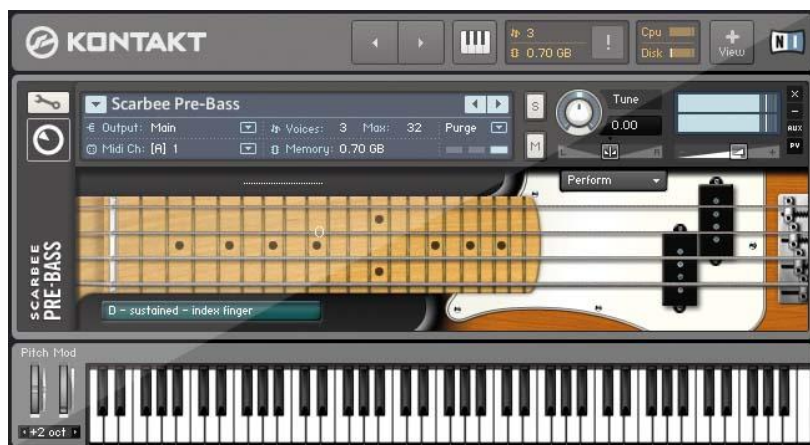 KONTAKT
3
0.70 GB
!
Cpu
Disk
+
View
N I
Scarbee Pre-Bass
Output: Main
Voices: 3 Max: 32
Purge
Midi Ch: [A] 1
Memory: 0.70 GB
S
M
Tune
0.00
L R
- +
×
-
AUX
PV
SCARBEE
PRE-BASS
Perform
D - sustained - index finger
Pitch Mod
+2 oct